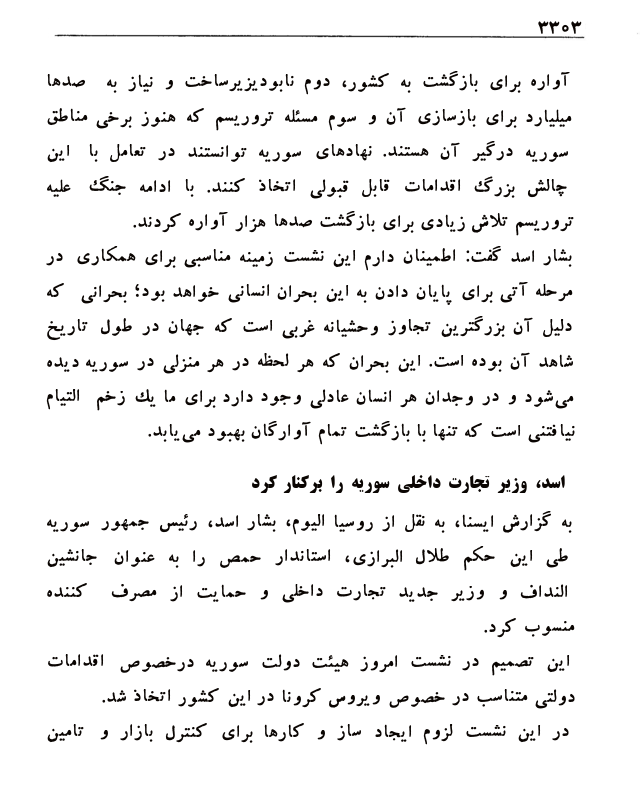 ۳۳۰۳
آواره برای بازگشت به کشور، دوم نابودیزیرساخت و نیاز به صدها
میلیارد برای بازسازی آن و سوم مسئله تروریسم که هنوز برخی مناطق
سوریه درگیر آن هستند. نهادهای سوریه توانستند در تعامل با این
چالش بزرگ اقدامات قابل قبولی اتخاذ کنند. با ادامه جنگ علیه
تروریسم تلاش زیادی برای بازگشت صدها هزار آواره کردند.
بشار اسد گفت: اطمینان دارم این نشست زمینه مناسبی برای همکاری در
مرحله آتی برای پایان دادن به این بحران انسانی خواهد بود؛ بحرانی که
دلیل آن بزرگترین تجاوز وحشیانه غربی است که جهان در طول تاریخ
شاهد آن بوده است. این بحران که هر لحظه در هر منزلی در سوریه دیده
می‌شود و در وجدان هر انسان عادلی وجود دارد برای ما یك زخم التیام
نیافتنی است که تنها با بازگشت تمام آوارگان بهبود می‌یابد.
اسد، وزیر تجارت داخلی سوریه را برکنار کرد
به گزارش ایسنا، به نقل از روسیا الیوم، بشار اسد، رئیس جمهور سوریه
طی این حکم طلال البرازی، استاندار حمص را به عنوان جانشین
النداف و وزیر جدید تجارت داخلی و حمایت از مصرف کننده
منسوب کرد.
این تصمیم در نشست امروز هیئت دولت سوریه درخصوص اقدامات
دولتی متناسب در خصوص ویروس کرونا در این کشور اتخاذ شد.
در این نشست لزوم ایجاد ساز و کارها برای کنترل بازار و تامین